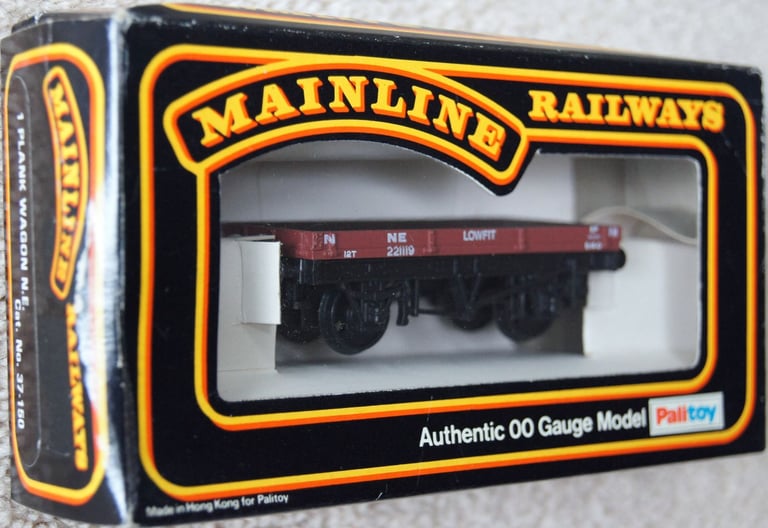 MAINLINE RAILWAYS
N NE LOWFIT
12T 221119
Authentic OO Gauge Model Palitoy
Made in Hong Kong for Palitoy
MAINLINE RAILWAYS
1 PLANK WAGON N.E.
Cat. No. 37-150